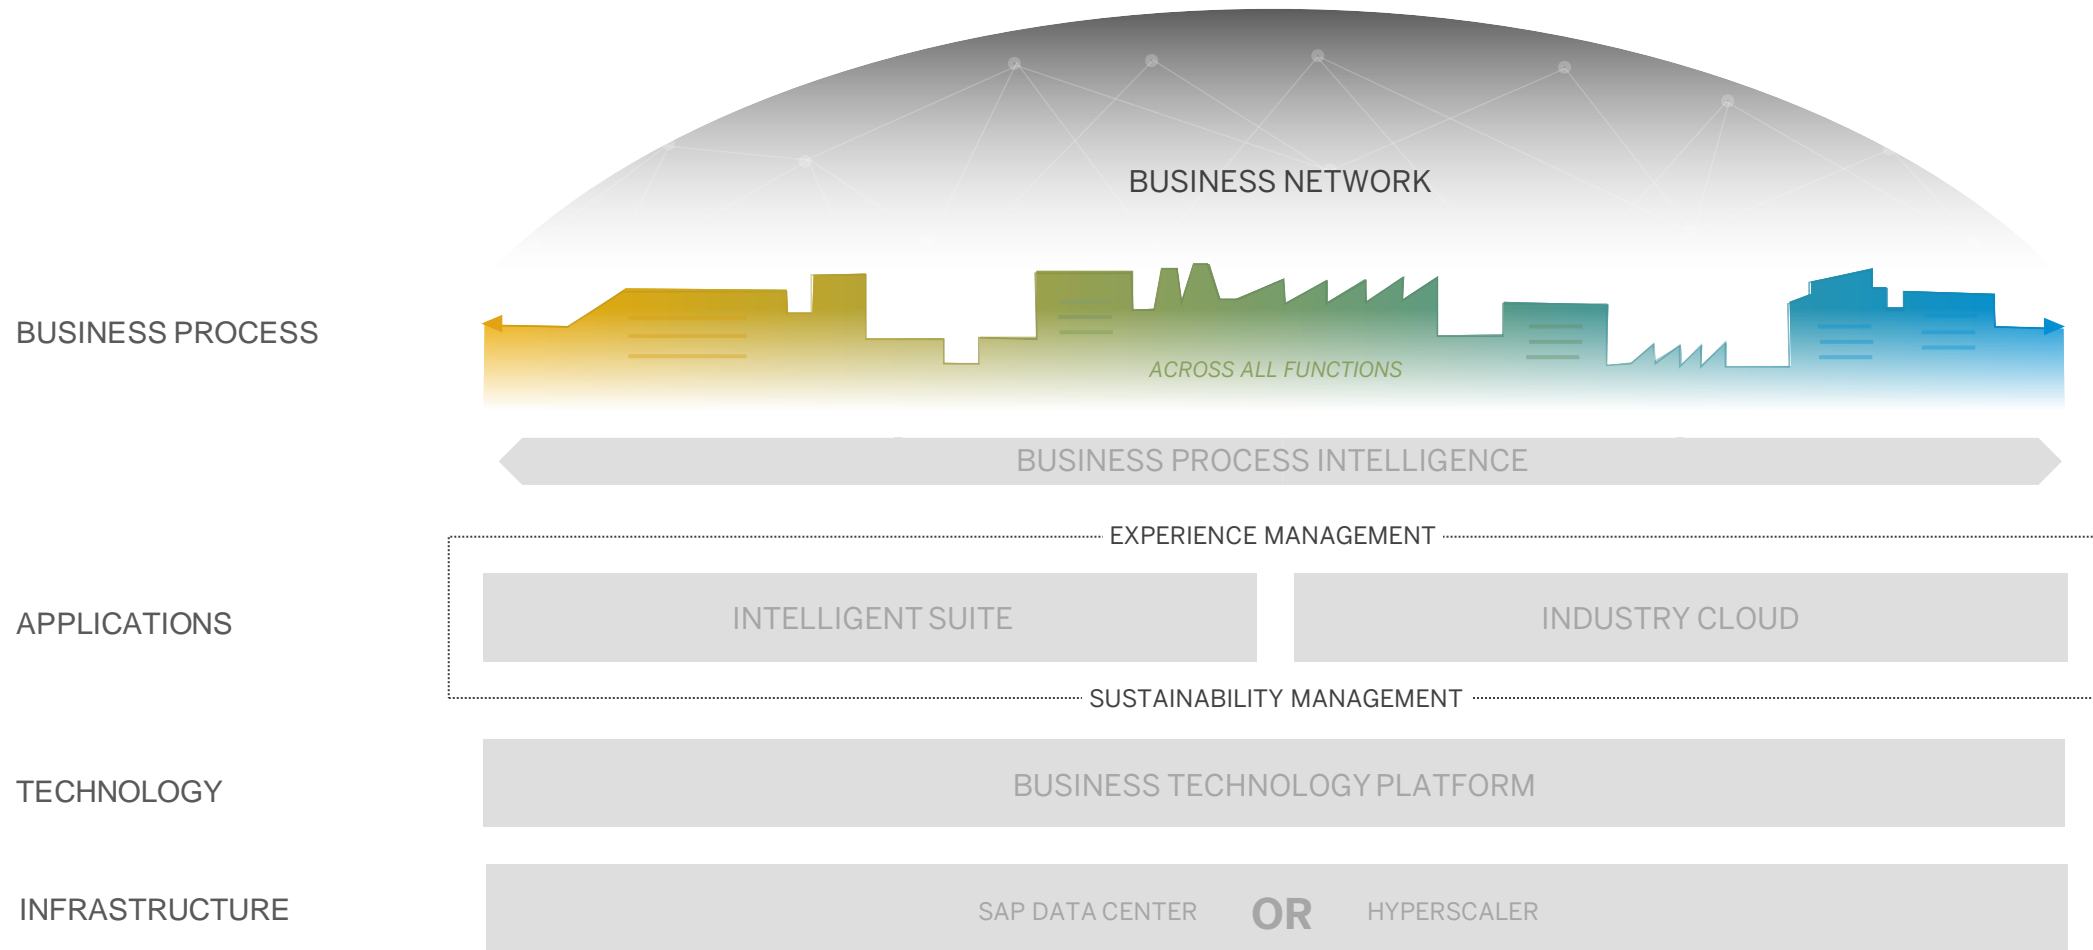 BUSINESS NETWORK
BUSINESS PROCESS
ACROSS ALL FUNCTIONS
BUSINESS PROCESS INTELLIGENCE
EXPERIENCE MANAGEMENT
APPLICATIONS
INTELLIGENT SUITE
INDUSTRY CLOUD
SUSTAINABILITY MANAGEMENT
TECHNOLOGY
BUSINESS TECHNOLOGY PLATFORM
INFRASTRUCTURE
SAP DATA CENTER OR HYPERSCALER